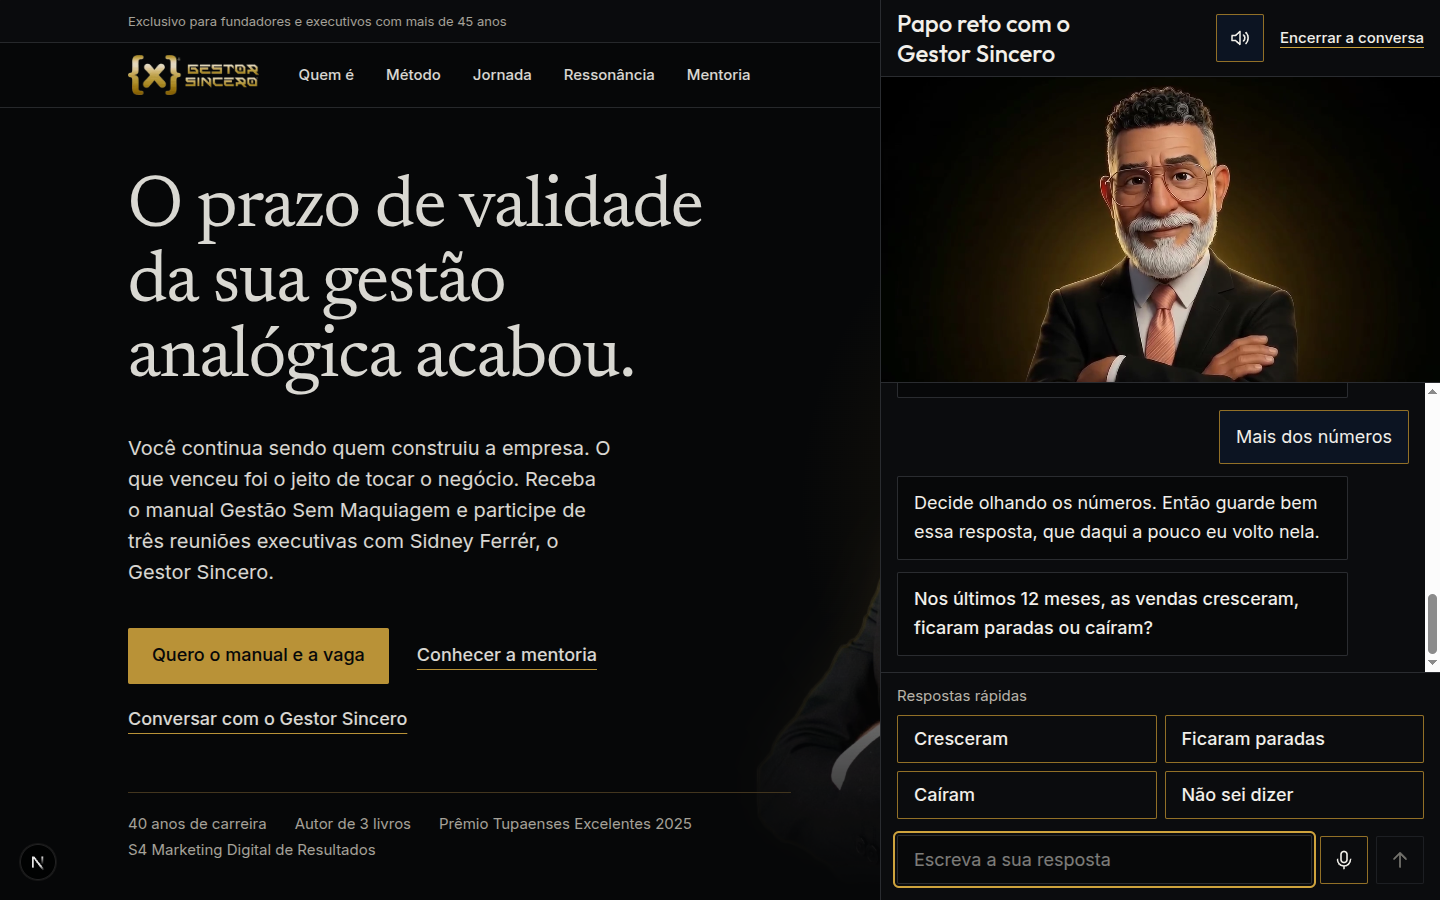 Exclusivo para fundadores e executivos com mais de 45 anos
{X} GESTOR
SINCERO
Quem é
Método
Jornada
Ressonância
Mentoria
O prazo de validade
da sua gestão
analógica acabou.
Você continua sendo quem construiu a empresa. O
que venceu foi o jeito de tocar o negócio. Receba
o manual Gestão Sem Maquiagem e participe de
três reuniões executivas com Sidney Ferrér, o
Gestor Sincero.
Quero o manual e a vaga
Conhecer a mentoria
Conversar com o Gestor Sincero
40 anos de carreira
Autor de 3 livros
Prêmio Tupaenses Excelentes 2025
S4 Marketing Digital de Resultados
N
Papo reto com o
Gestor Sincero
Encerrar a conversa
Mais dos números
Decide olhando os números. Então guarde bem
essa resposta, que daqui a pouco eu volto nela.
Nos últimos 12 meses, as vendas cresceram,
ficaram paradas ou caíram?
Respostas rápidas
Cresceram
Ficaram paradas
Caíram
Não sei dizer
Escreva a sua resposta